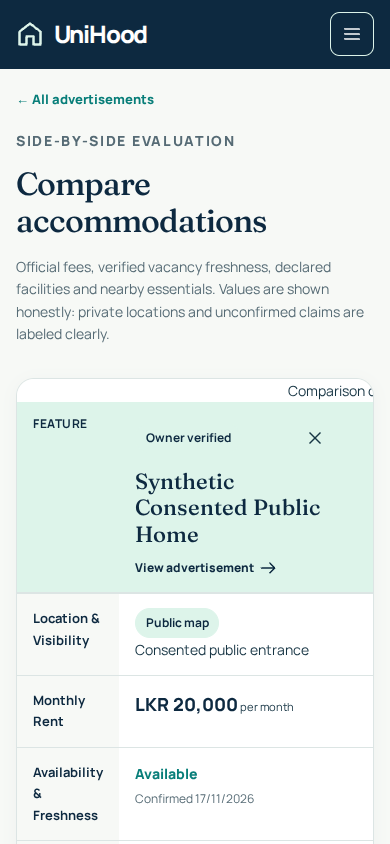 UniHood
← All advertisements
SIDE-BY-SIDE EVALUATION
Compare
accommodations
Official fees, verified vacancy freshness, declared
facilities and nearby essentials. Values are shown
honestly: private locations and unconfirmed claims are
labeled clearly.
Comparison
FEATURE
Owner verified
Synthetic
Consented Public
Home
View advertisement →
Location &
Visibility
Public map
Consented public entrance
Monthly
Rent
LKR 20,000 per month
Availability
&
Freshness
Available
Confirmed 17/11/2026